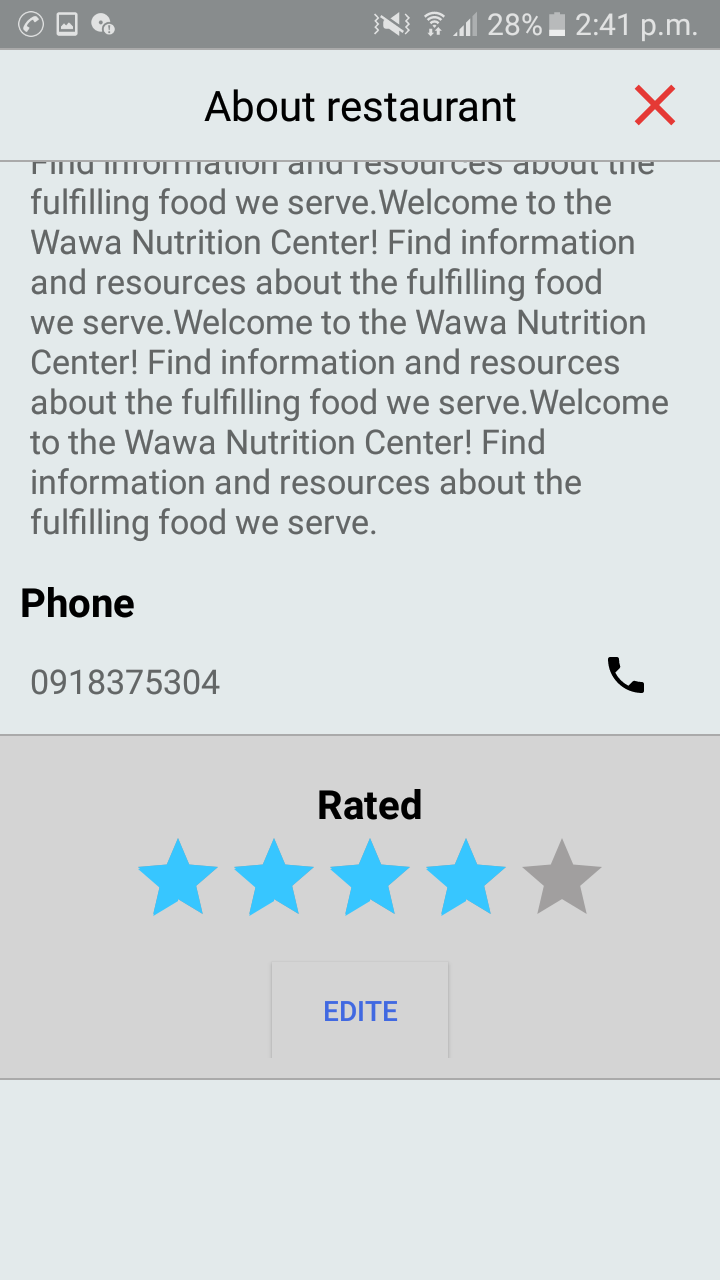 28% 2:41 p.m.
About restaurant
Find information and resources about the
fulfilling food we serve.Welcome to the
Wawa Nutrition Center! Find information
and resources about the fulfilling food
we serve.Welcome to the Wawa Nutrition
Center! Find information and resources
about the fulfilling food we serve.Welcome
to the Wawa Nutrition Center! Find
information and resources about the
fulfilling food we serve.
Phone
0918375304
Rated
EDITE